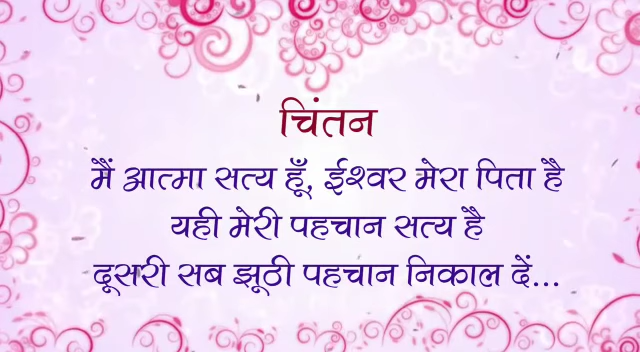 चिंतन
मैं आत्मा सत्य हूँ, ईश्वर मेरा पिता है
यही मेरी पहचान सत्य है
दूसरी सब झूठी पहचान निकाल दें...